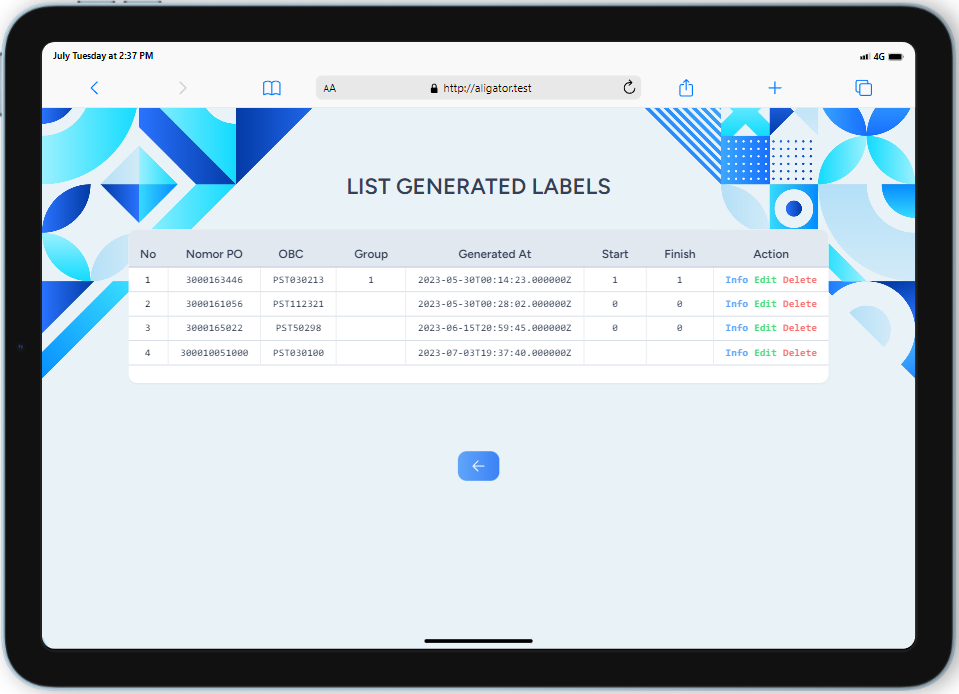 July Tuesday at 2:37 PM
4G
AA http://aligator.test
LIST GENERATED LABELS
No Nomor PO OBC Group Generated At Start Finish Action
1 3000163446 PST030213 1 2023-05-30T00:14:23.000000Z 1 1 Info Edit Delete
2 3000161056 PST112321 2023-05-30T00:28:02.000000Z 0 0 Info Edit Delete
3 3000165022 PST50298 2023-06-15T20:59:45.000000Z 0 0 Info Edit Delete
4 300010051000 PST030100 2023-07-03T19:37:40.000000Z Info Edit Delete